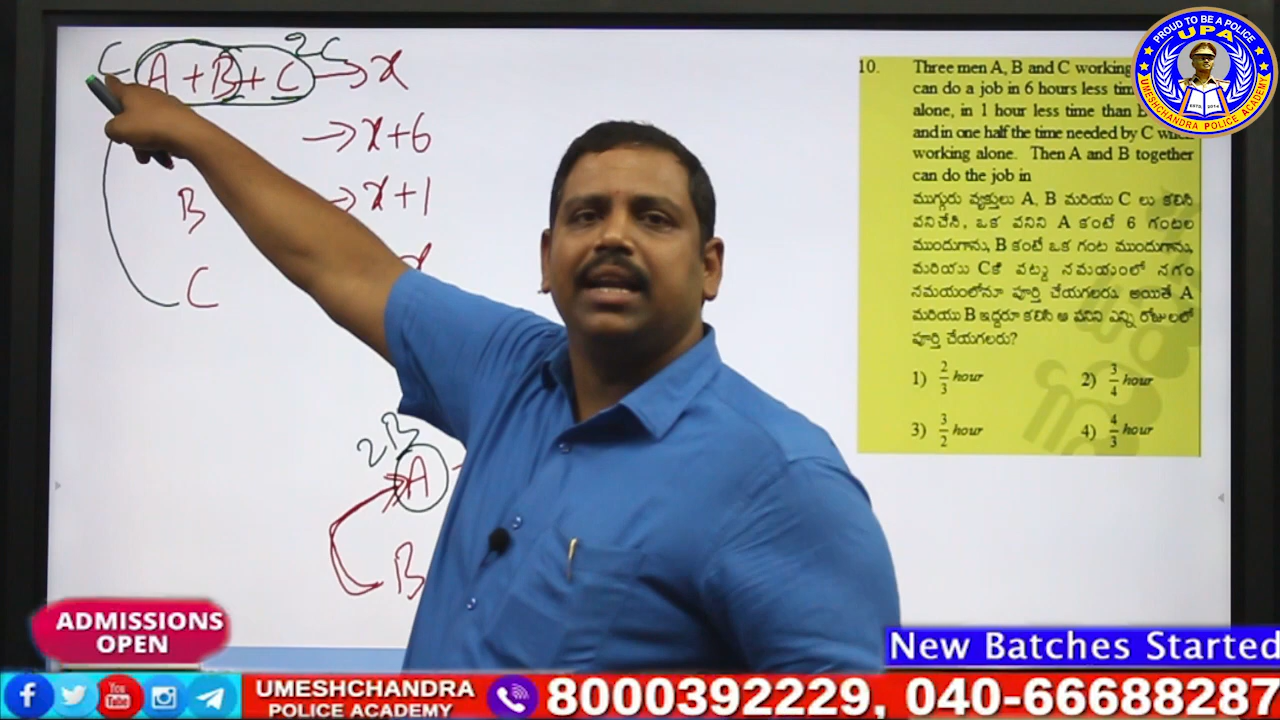 C A + B + C 2C → x
→ x+6
B → x+1
C
2B
A
B
10. Three men A, B and C working
can do a job in 6 hours less
alone, in 1 hour less time than
and in one half the time needed by C
working alone. Then A and B together
can do the job in
ముగ్గురు వ్యక్తులు A, B మరియు C లు కలిసి
పనిచేసి, ఒక పనిని A కంటే 6 గంటల
ముందుగాను, B కంటే ఒక గంట ముందుగాను,
మరియు C కి పట్టు సమయంలో సగం
సమయంలోనూ పూర్తి చేయగలరు. అయితే A
మరియు B ఇద్దరూ కలిసి ఆ పనిని ఎన్ని రోజులలో
పూర్తి చేయగలరు?
1) 2/3 hour 2) 3/4 hour
3) 3/2 hour 4) 4/3 hour
PROUD TO BE A POLICE
UPA
ESTD. 2014
UMESHCHANDRA POLICE ACADEMY
ADMISSIONS
OPEN
New Batches Started
UMESHCHANDRA
POLICE ACADEMY
8000392229, 040-66688287